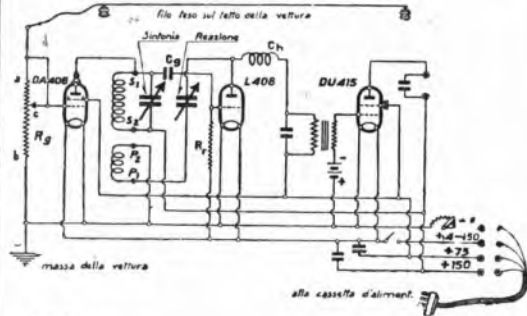 filo teso sul tetto della vettura
Sintonia Reazione
Cg
Ch
DA406
L408
DU415
a
c
b
Rg
S1
S2
P2
P1
Rr
-
+
+4-150
+75
+150
massa della vettura
alla cassetta d'aliment.